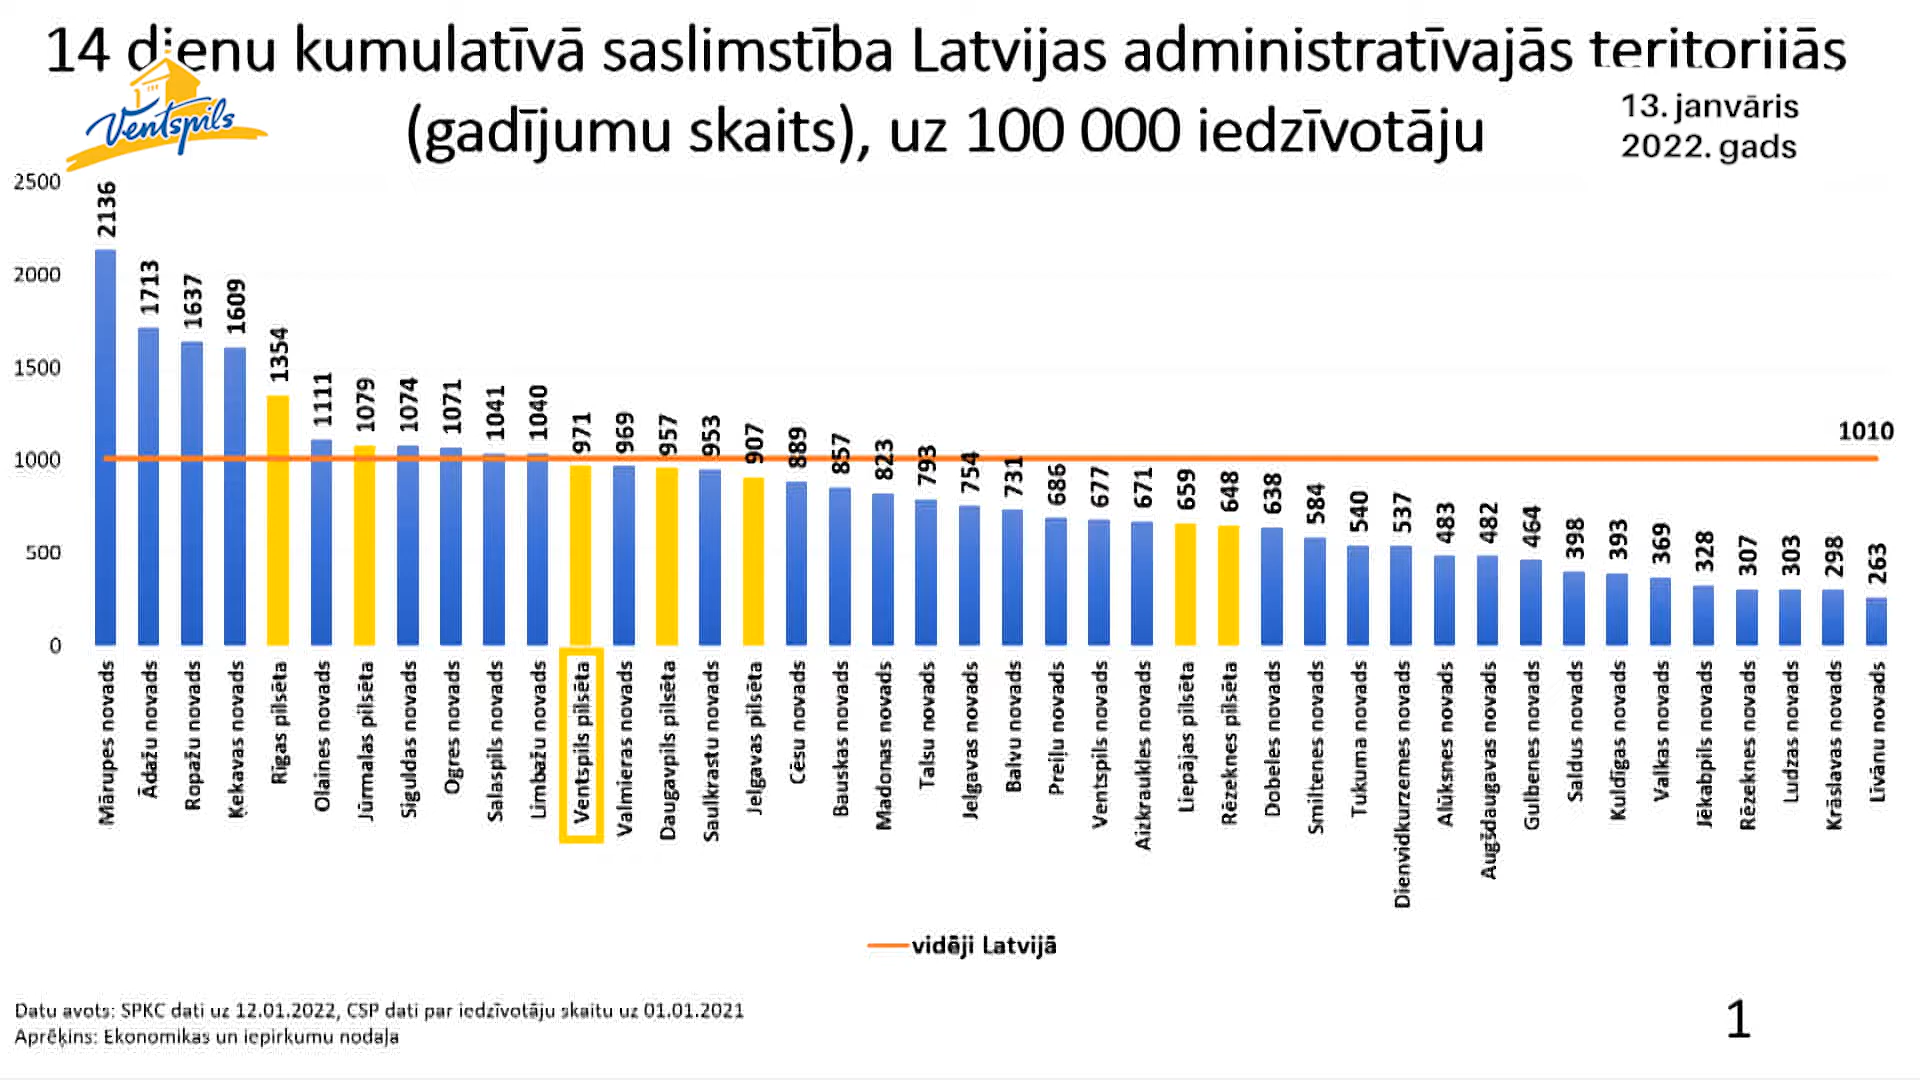 14 dienu kumulatīvā saslimstība Latvijas administratīvajās teritorijās
(gadījumu skaits), uz 100 000 iedzīvotāju
13. janvāris
2022. gads
Ventspils
2500
2000
1500
1000
500
0
2136
1713
1637
1609
1354
1111
1079
1074
1071
1041
1040
971
969
957
953
907
889
857
823
793
754
731
686
677
671
659
648
638
584
540
537
483
482
464
398
393
369
328
307
303
298
263
1010
Mārupes novads
Ādažu novads
Ropažu novads
Ķekavas novads
Rīgas pilsēta
Olaines novads
Jūrmalas pilsēta
Siguldas novads
Ogres novads
Salaspils novads
Limbažu novads
Ventspils pilsēta
Valmieras novads
Daugavpils pilsēta
Saulkrastu novads
Jelgavas pilsēta
Cēsu novads
Bauskas novads
Madonas novads
Talsu novads
Jelgavas novads
Balvu novads
Preiļu novads
Ventspils novads
Aizkraukles novads
Liepājas pilsēta
Rēzeknes pilsēta
Dobeles novads
Smiltenes novads
Tukuma novads
Dienvidkurzemes novads
Alūksnes novads
Augšdaugavas novads
Gulbenes novads
Saldus novads
Kuldīgas novads
Valkas novads
Jēkabpils novads
Rēzeknes novads
Ludzas novads
Krāslavas novads
Līvānu novads
vidēji Latvijā
Datu avots: SPKC dati uz 12.01.2022, CSP dati par iedzīvotāju skaitu uz 01.01.2021
Aprēķins: Ekonomikas un iepirkumu nodaļa
1